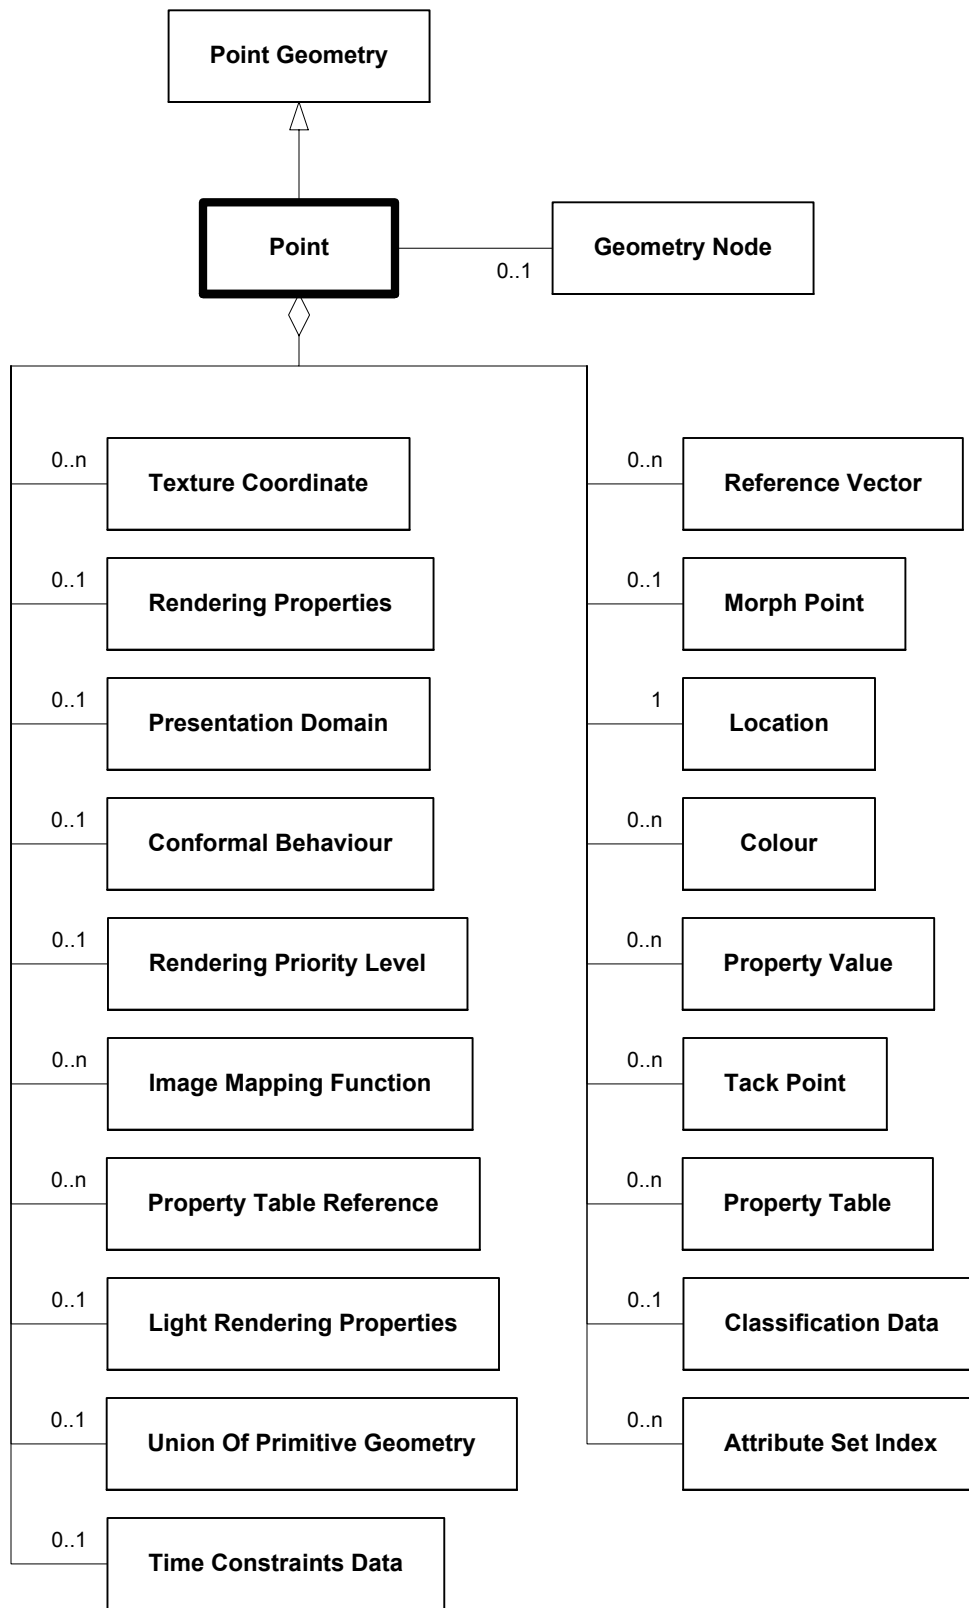 Point Geometry
Point
0..1
Geometry Node
0..n
Texture Coordinate
0..1
Rendering Properties
0..1
Presentation Domain
0..1
Conformal Behaviour
0..1
Rendering Priority Level
0..n
Image Mapping Function
0..n
Property Table Reference
0..1
Light Rendering Properties
0..1
Union Of Primitive Geometry
0..1
Time Constraints Data
0..n
Reference Vector
0..1
Morph Point
1
Location
0..n
Colour
0..n
Property Value
0..n
Tack Point
0..n
Property Table
0..1
Classification Data
0..n
Attribute Set Index